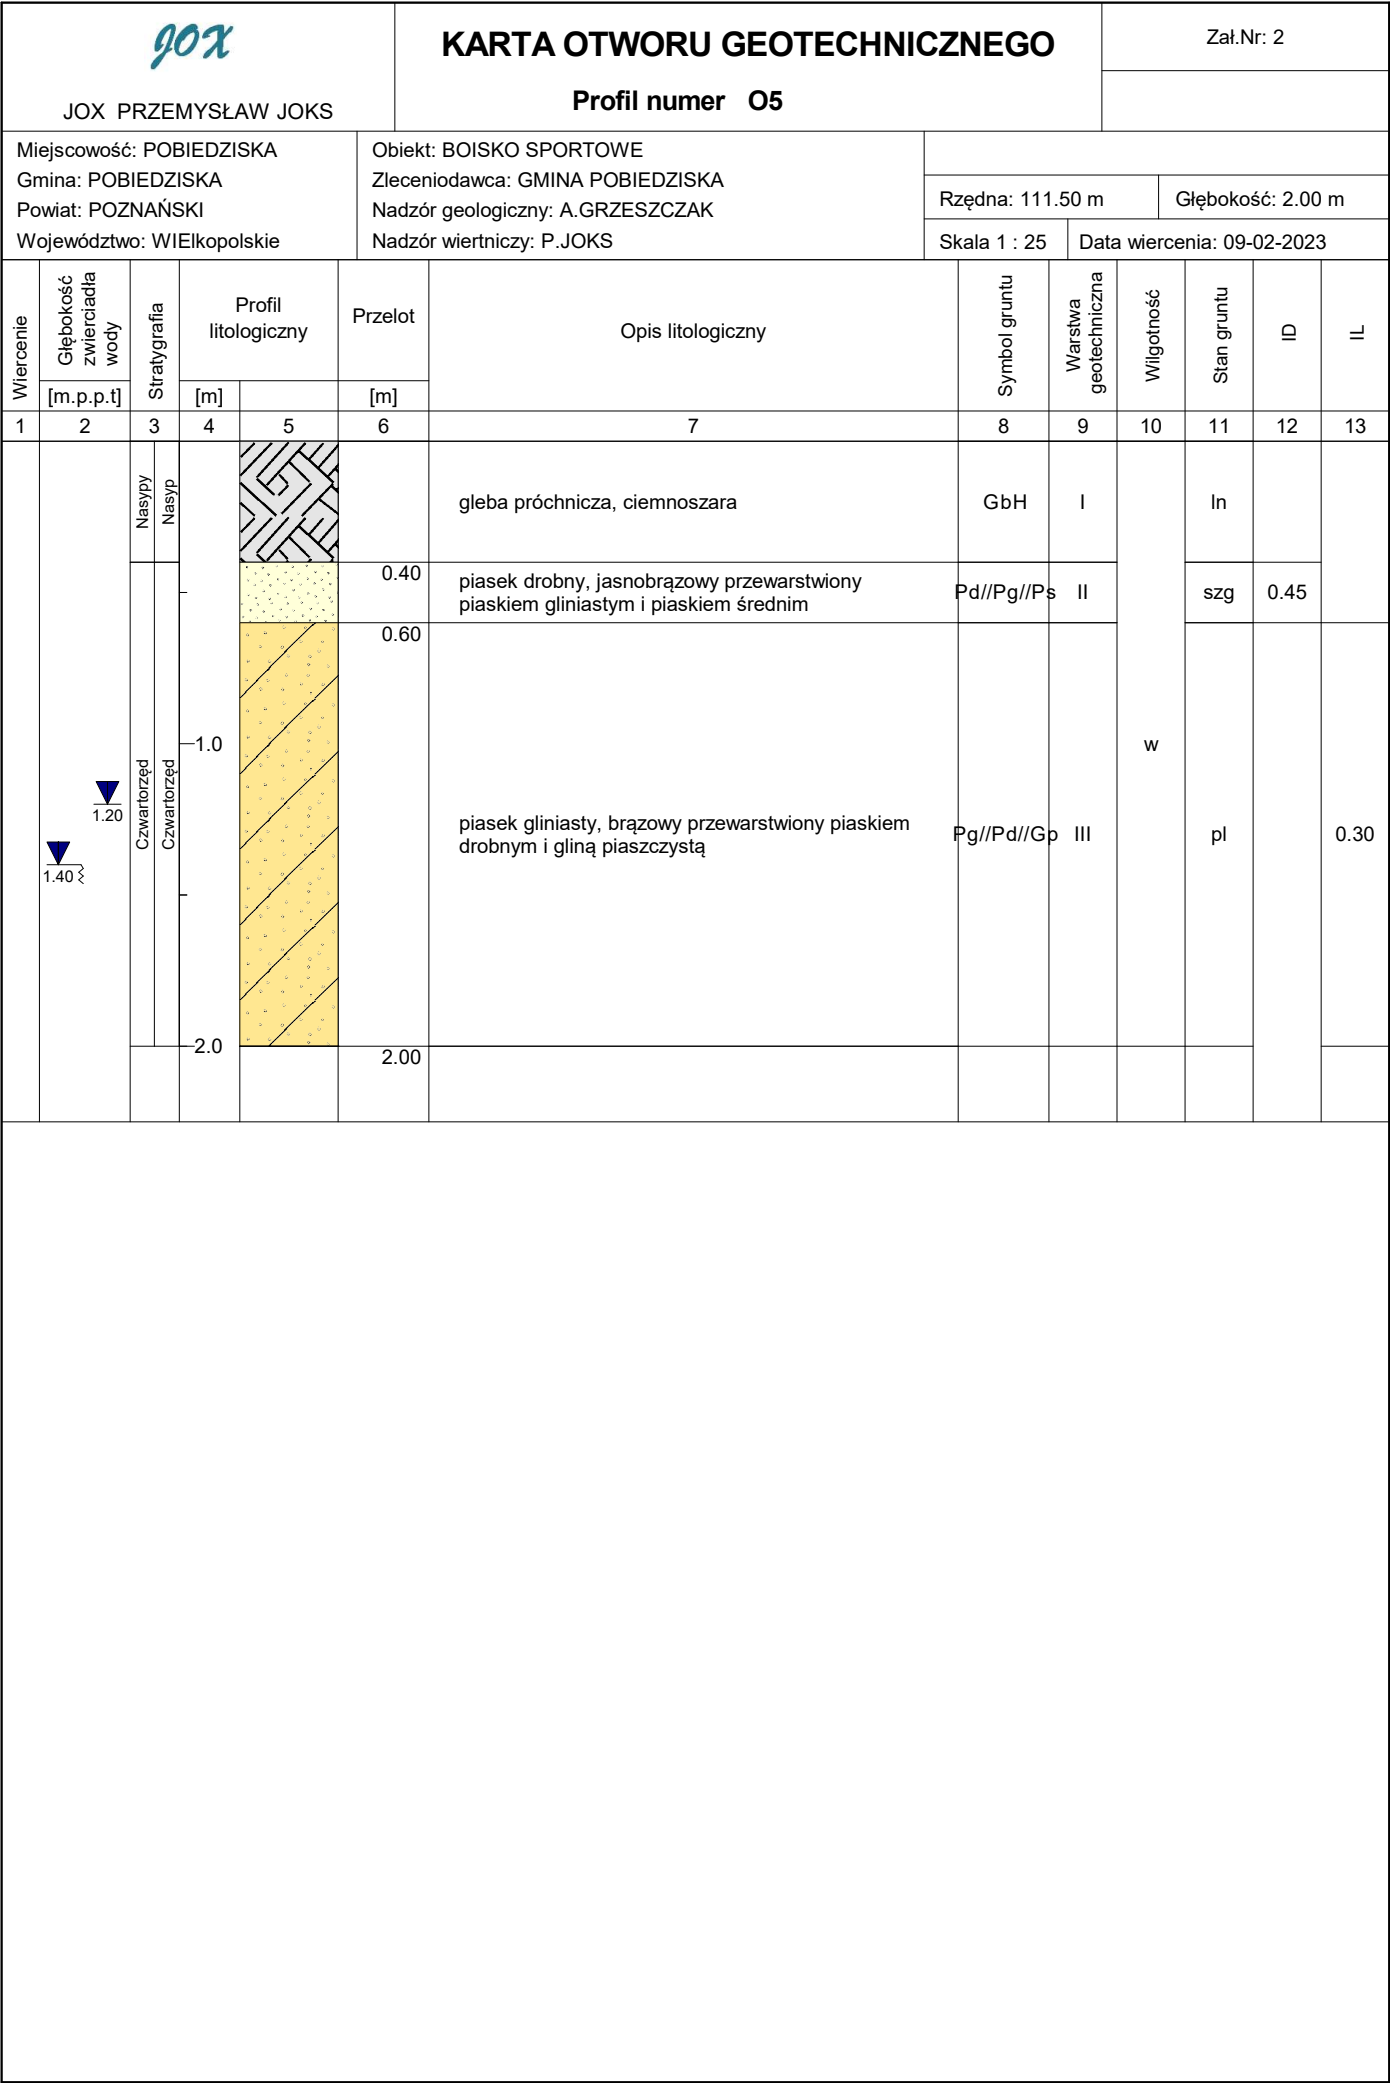 JOX
JOX PRZEMYSŁAW JOKS
KARTA OTWORU GEOTECHNICZNEGO
Profil numer O5
Zał.Nr: 2
Miejscowość: POBIEDZISKA
Gmina: POBIEDZISKA
Powiat: POZNAŃSKI
Województwo: WIElkopolskie
Obiekt: BOISKO SPORTOWE
Zleceniodawca: GMINA POBIEDZISKA
Nadzór geologiczny: A.GRZESZCZAK
Nadzór wiertniczy: P.JOKS
Rzędna: 111.50 m
Głębokość: 2.00 m
Skala 1 : 25
Data wiercenia: 09-02-2023
Wiercenie
Głębokość
zwierciadła
wody
[m.p.p.t]
Stratygrafia
Profil
litologiczny
[m]
Przelot
[m]
Opis litologiczny
Symbol gruntu
Warstwa
geotechniczna
Wilgotność
Stan gruntu
ID
IL
1 2 3 4 5 6 7 8 9 10 11 12 13
Nasypy
Nasyp
gleba próchnicza, ciemnoszara
GbH
I
ln
0.40
piasek drobny, jasnobrązowy przewarstwiony
piaskiem gliniastym i piaskiem średnim
Pd//Pg//Ps
II
szg
0.45
0.60
1.0
w
1.20
1.40
Czwartorzęd
Czwartorzęd
piasek gliniasty, brązowy przewarstwiony piaskiem
drobnym i gliną piaszczystą
Pg//Pd//Gp
III
pl
0.30
2.0
2.00